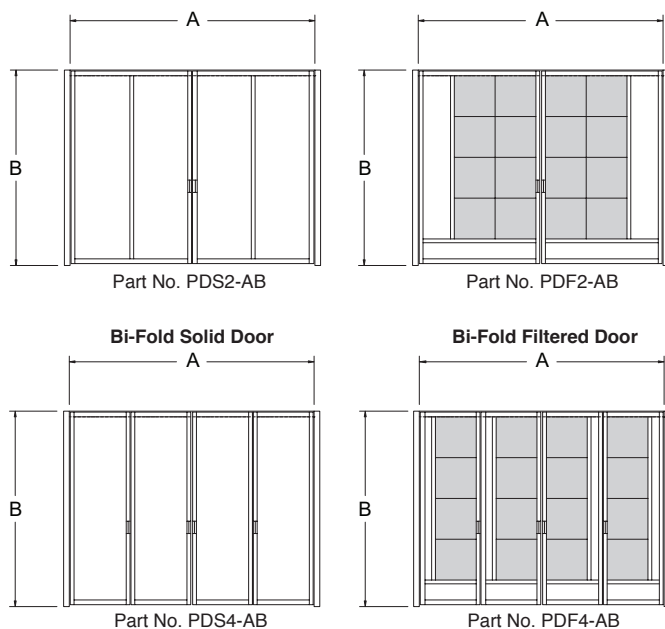 A
A
B
B
Part No. PDS2-AB
Part No. PDF2-AB
Bi-Fold Solid Door
Bi-Fold Filtered Door
A
A
B
B
Part No. PDS4-AB
Part No. PDF4-AB